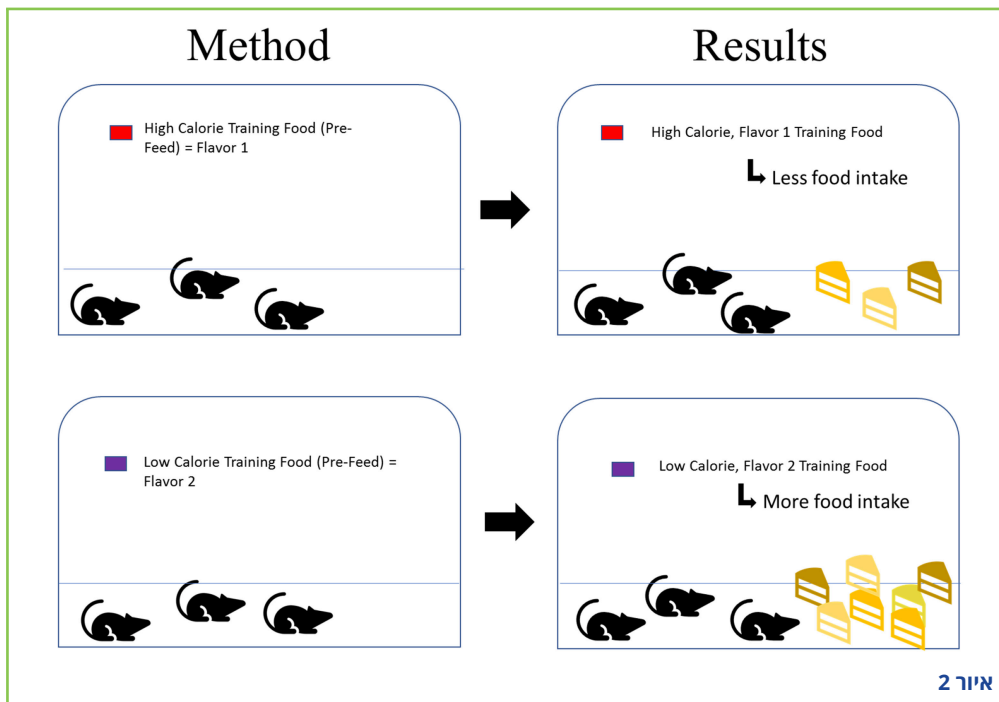 Method
Results
High Calorie Training Food (Pre-
Feed) = Flavor 1
High Calorie, Flavor 1 Training Food
Less food intake
Low Calorie Training Food (Pre-Feed) =
Flavor 2
Low Calorie, Flavor 2 Training Food
More food intake
איור 2